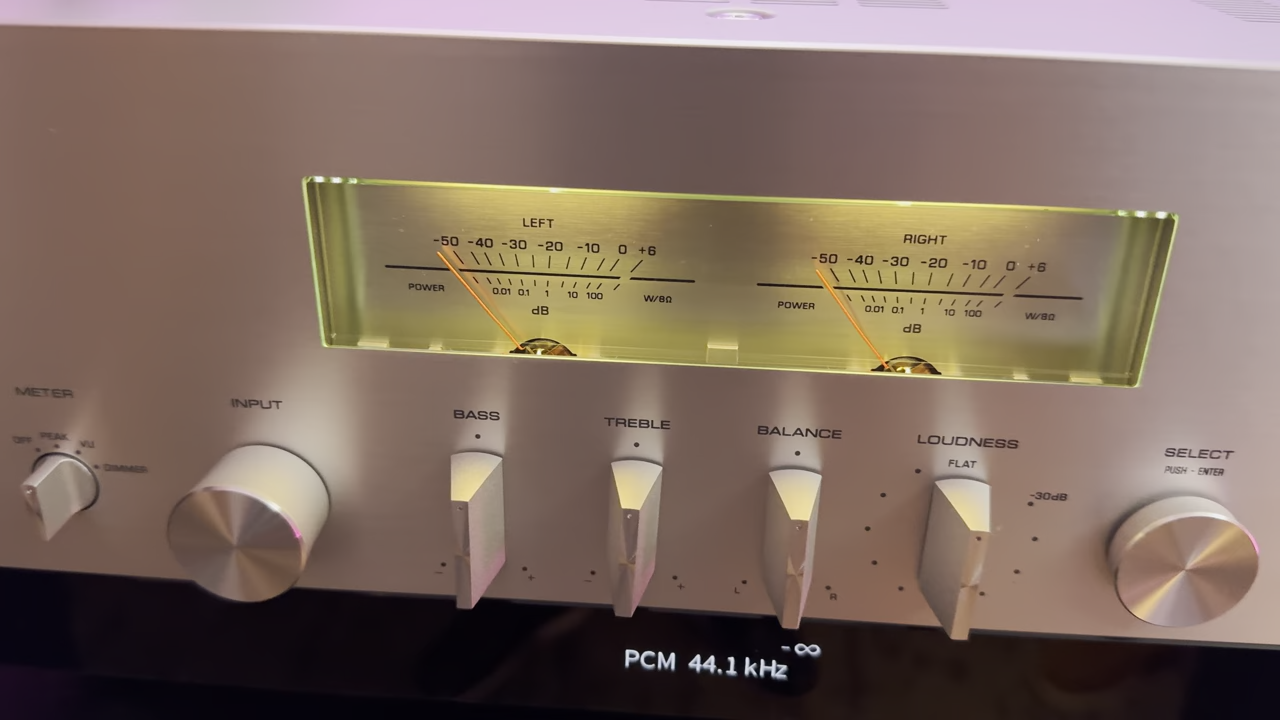 LEFT
-50 -40 -30 -20 -10 0 +6
POWER
0.01 0.1 1 10 100
W/8Ω
dB
RIGHT
-50 -40 -30 -20 -10 0 +6
POWER
0.01 0.1 1 10 100
W/8Ω
dB
METER
OFF PEAK VU DIMMER
INPUT
BASS
- +
TREBLE
- +
BALANCE
L R
LOUDNESS
FLAT
-30dB
SELECT
PUSH - ENTER
PCM 44.1 kHz -∞